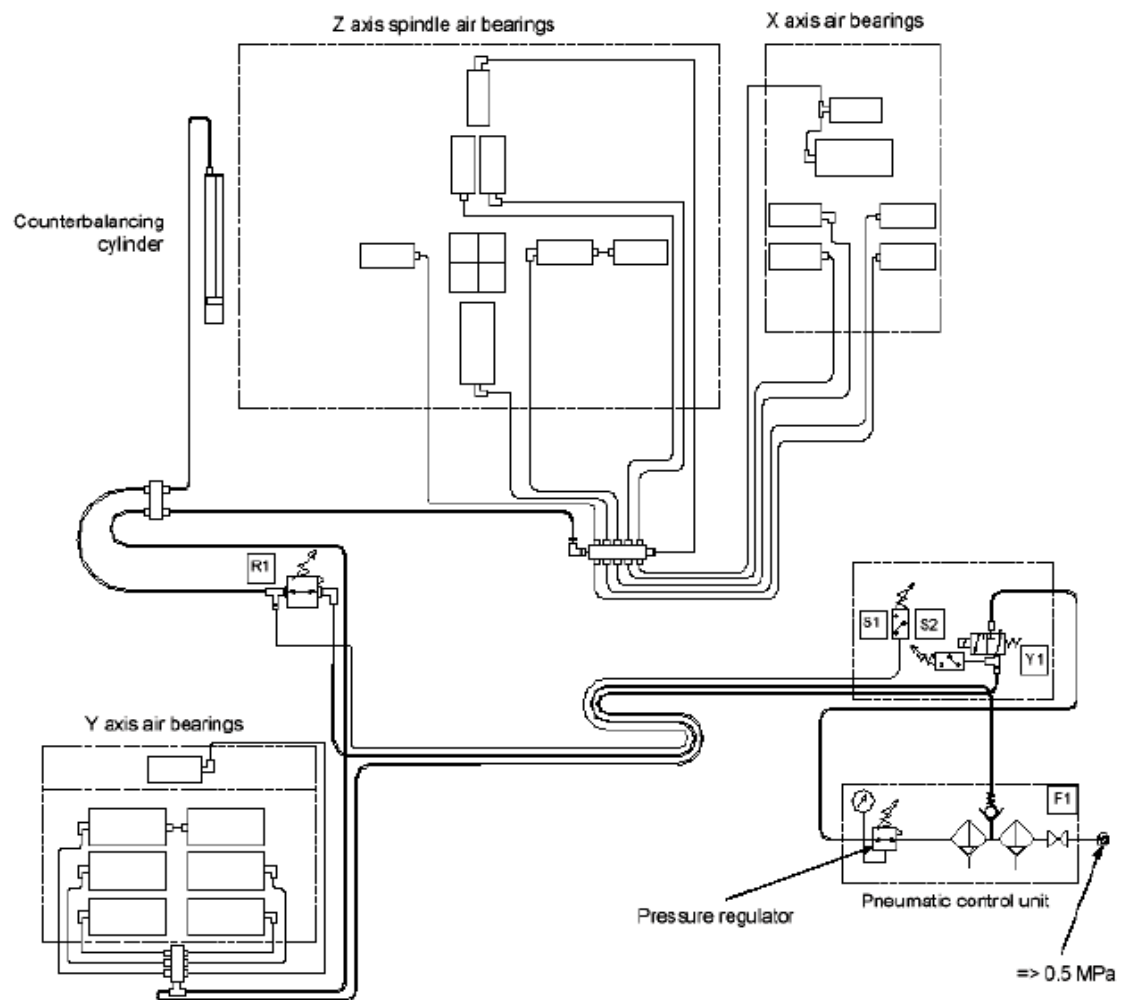 Z axis spindle air bearings
X axis air bearings
Counterbalancing
cylinder
R1
S1
S2
Y1
Y axis air bearings
F1
Pressure regulator
Pneumatic control unit
=> 0.5 MPa